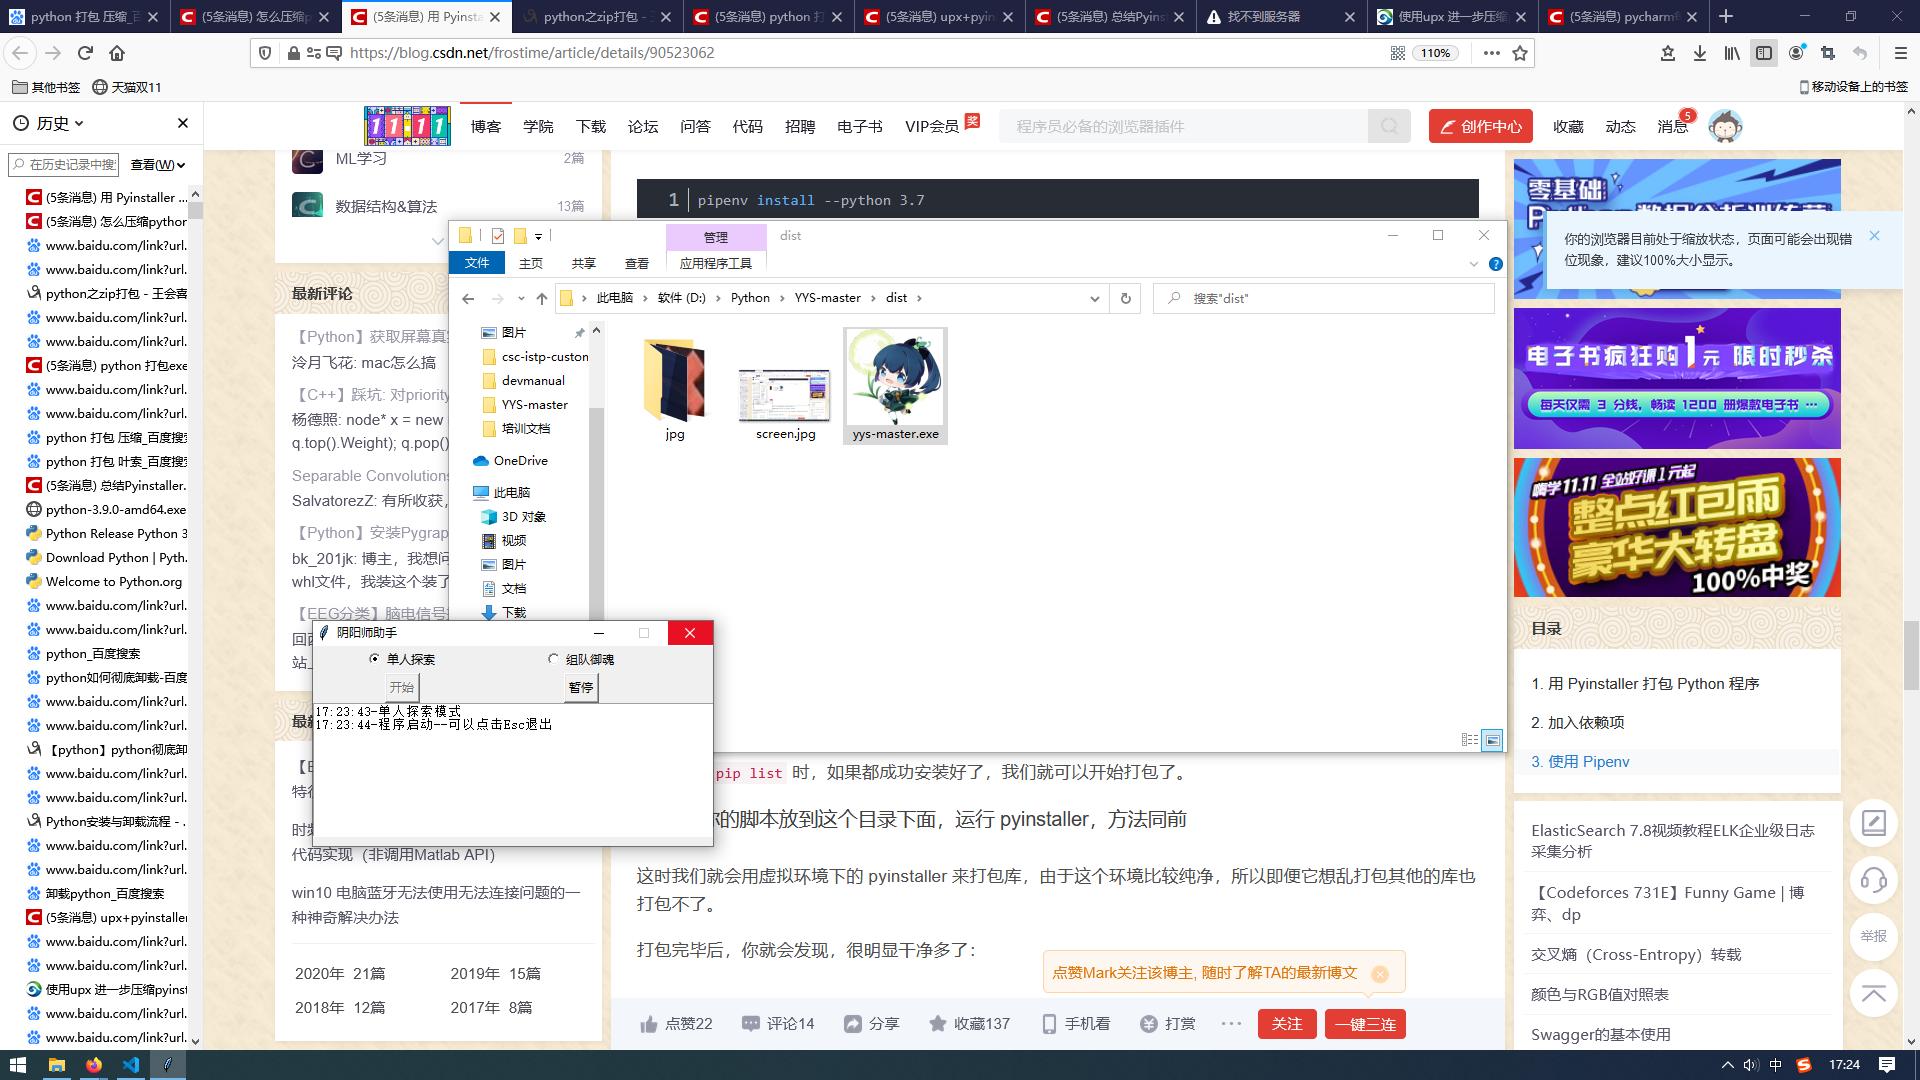 python 打包 压缩_百
(5条消息) 怎么压缩p
(5条消息) 用 Pyinsta
python之zip打包 - 王
(5条消息) python 打
(5条消息) upx+pyin
(5条消息) 总结Pyins
找不到服务器
使用upx 进一步压缩
(5条消息) pycharm
https://blog.csdn.net/frostime/article/details/90523062
110%
其他书签
天猫双11
移动设备上的书签
历史
11 11
博客
学院
下载
论坛
问答
代码
招聘
电子书
VIP会员
奖
程序员必备的浏览器插件
创作中心
收藏
动态
消息
5
在历史记录中搜
查看(W)
(5条消息) 用 Pyinstaller ...
(5条消息) 怎么压缩python
www.baidu.com/link?url.
www.baidu.com/link?url.
python之zip打包 - 王会喜
www.baidu.com/link?url.
www.baidu.com/link?url.
(5条消息) python 打包exe
www.baidu.com/link?url.
www.baidu.com/link?url.
python 打包 压缩_百度搜
python 打包 叶索_百度搜
(5条消息) 总结Pyinstaller.
python-3.9.0-amd64.exe
Python Release Python 3
Download Python | Pyth.
Welcome to Python.org
www.baidu.com/link?url.
www.baidu.com/link?url.
python_百度搜索
python如何彻底卸载-百度
www.baidu.com/link?url.
www.baidu.com/link?url.
【python】python彻底卸
www.baidu.com/link?url.
www.baidu.com/link?url.
Python安装与卸载流程 - .
www.baidu.com/link?url.
www.baidu.com/link?url.
卸载python_百度搜索
(5条消息) upx+pyinstaller
www.baidu.com/link?url.
www.baidu.com/link?url.
使用upx 进一步压缩pyinst
www.baidu.com/link?url.
www.baidu.com/link?url.
ML学习
2篇
数据结构&算法
13篇
最新评论
【Python】获取屏幕真
泠月飞花: mac怎么搞
【C++】踩坑: 对priority
杨德照: node* x = new
q.top().Weight); q.pop()
Separable Convolutions
SalvatorezZ: 有所收获,
【Python】安装Pygrap
bk_201jk: 博主，我想问
whl文件，我装这个装了
【EEG分类】脑电信号
1 pipenv install --python 3.7
管理
dist
文件
主页
共享
查看
应用程序工具
此电脑 › 软件 (D:) › Python › YYS-master › dist ›
搜索"dist"
图片
csc-istp-custom
devmanual
YYS-master
培训文档
OneDrive
此电脑
3D 对象
视频
图片
文档
下载
jpg
screen.jpg
yys-master.exe
阴阳师助手
单人探索
组队御魂
开始
暂停
17:23:43-单人探索模式
17:23:44-程序启动--可以点击Esc退出
代码实现（非调用Matlab API）
win10 电脑蓝牙无法使用无法连接问题的一
种神奇解决办法
2020年 21篇
2019年 15篇
2018年 12篇
2017年 8篇
pip list 时，如果都成功安装好了，我们就可以开始打包了。
你的脚本放到这个目录下面，运行 pyinstaller，方法同前
这时我们就会用虚拟环境下的 pyinstaller 来打包库，由于这个环境比较纯净，所以即便它想乱打包其他的库也
打包不了。
打包完毕后，你就会发现，很明显干净多了：
点赞Mark关注该博主, 随时了解TA的最新博文
点赞22
评论14
分享
收藏137
手机看
打赏
关注
一键三连
零基础
你的浏览器目前处于缩放状态，页面可能会出现错
位现象，建议100%大小显示。
电子书疯狂购1元 限时秒杀
每天仅需 3 分钱，畅读 1200 册爆款电子书 ···
嗨学11.11 全站好课1元起
整点红包雨
豪华大转盘
100%中奖
目录
1. 用 Pyinstaller 打包 Python 程序
2. 加入依赖项
3. 使用 Pipenv
ElasticSearch 7.8视频教程ELK企业级日志
采集分析
【Codeforces 731E】Funny Game | 博
弈、dp
交叉熵（Cross-Entropy）转载
颜色与RGB值对照表
Swagger的基本使用
举报
中
17:24